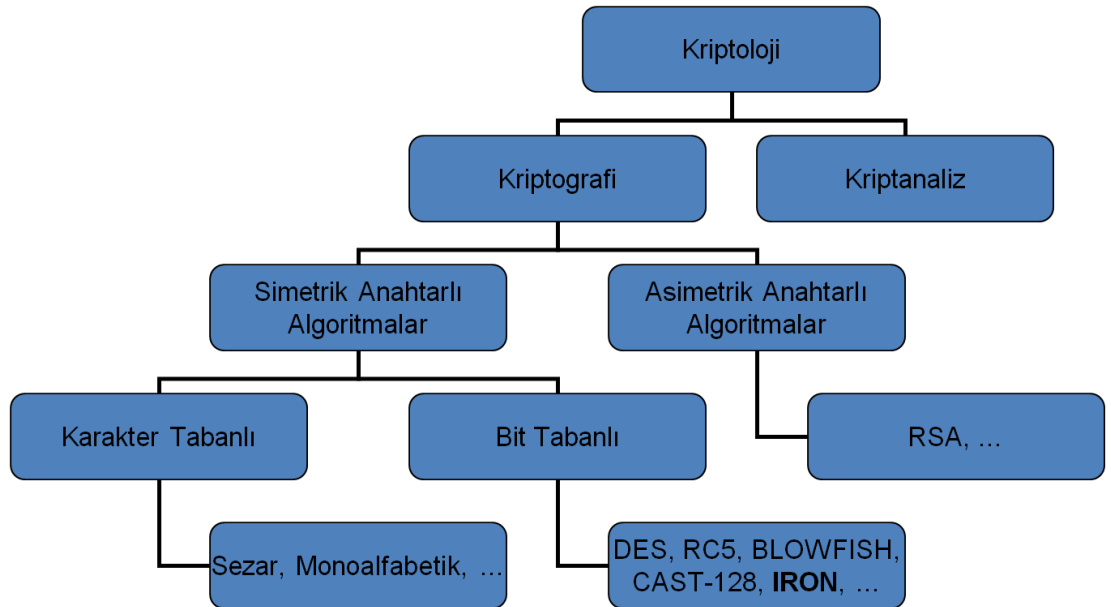 Kriptoloji
Kriptografi
Kriptanaliz
Simetrik Anahtarlı
Algoritmalar
Asimetrik Anahtarlı
Algoritmalar
Karakter Tabanlı
Bit Tabanlı
RSA, ...
Sezar, Monoalfabetik, ...
DES, RC5, BLOWFISH,
CAST-128, IRON, ...